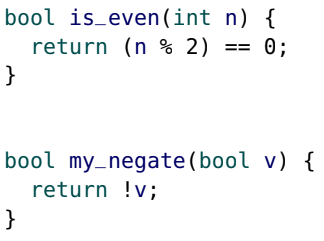 bool is_even(int n) {
  return (n % 2) == 0;
}

bool my_negate(bool v) {
  return !v;
}